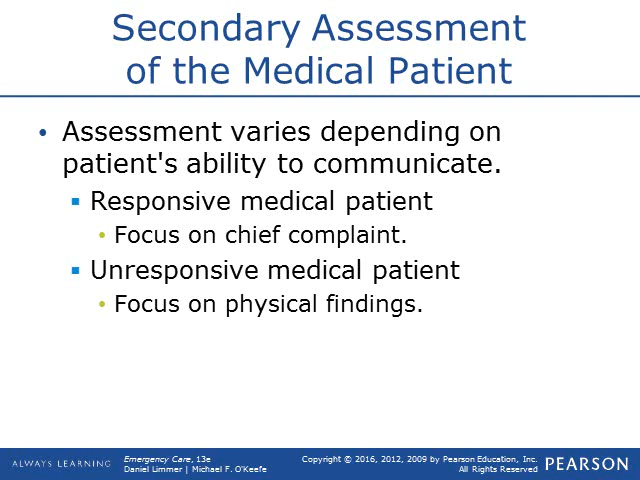 Secondary Assessment
of the Medical Patient
• Assessment varies depending on
patient's ability to communicate.
▪ Responsive medical patient
• Focus on chief complaint.
▪ Unresponsive medical patient
• Focus on physical findings.
ALWAYS LEARNING
Emergency Care, 13e
Daniel Limmer | Michael F. O'Keefe
Copyright © 2016, 2012, 2009 by Pearson Education, Inc.
All Rights Reserved
PEARSON